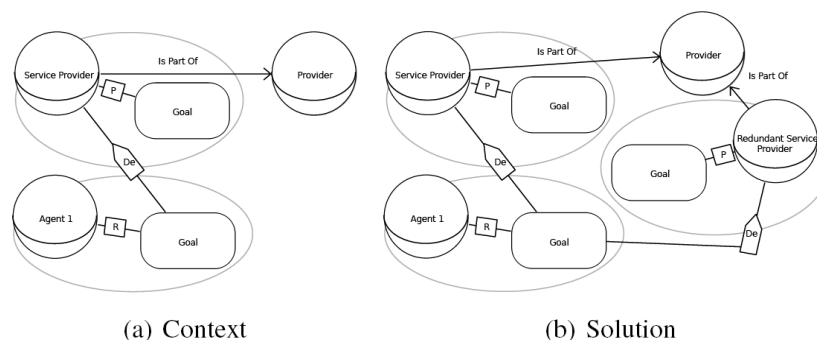 Service Provider
Is Part Of
Provider
P
Goal
De
Agent 1
R
Goal
(a) Context
Service Provider
Is Part Of
Provider
Is Part Of
P
Goal
Redundant Service
Provider
P
Goal
De
Agent 1
R
Goal
De
(b) Solution